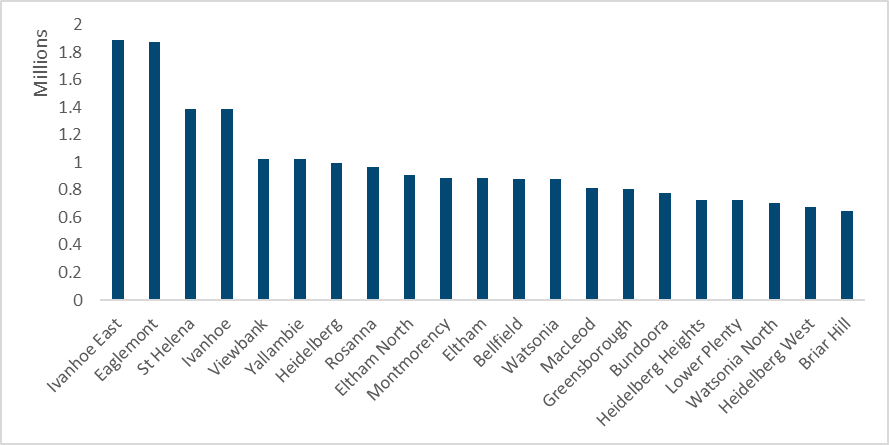 Millions
2
1.8
1.6
1.4
1.2
1
0.8
0.6
0.4
0.2
0
Ivanhoe East
Eaglemont
St Helena
Ivanhoe
Viewbank
Yallambie
Heidelberg
Rosanna
Eltham North
Montmorency
Eltham
Bellfield
Watsonia
MacLeod
Greensborough
Bundoora
Heidelberg Heights
Lower Plenty
Watsonia North
Heidelberg West
Briar Hill